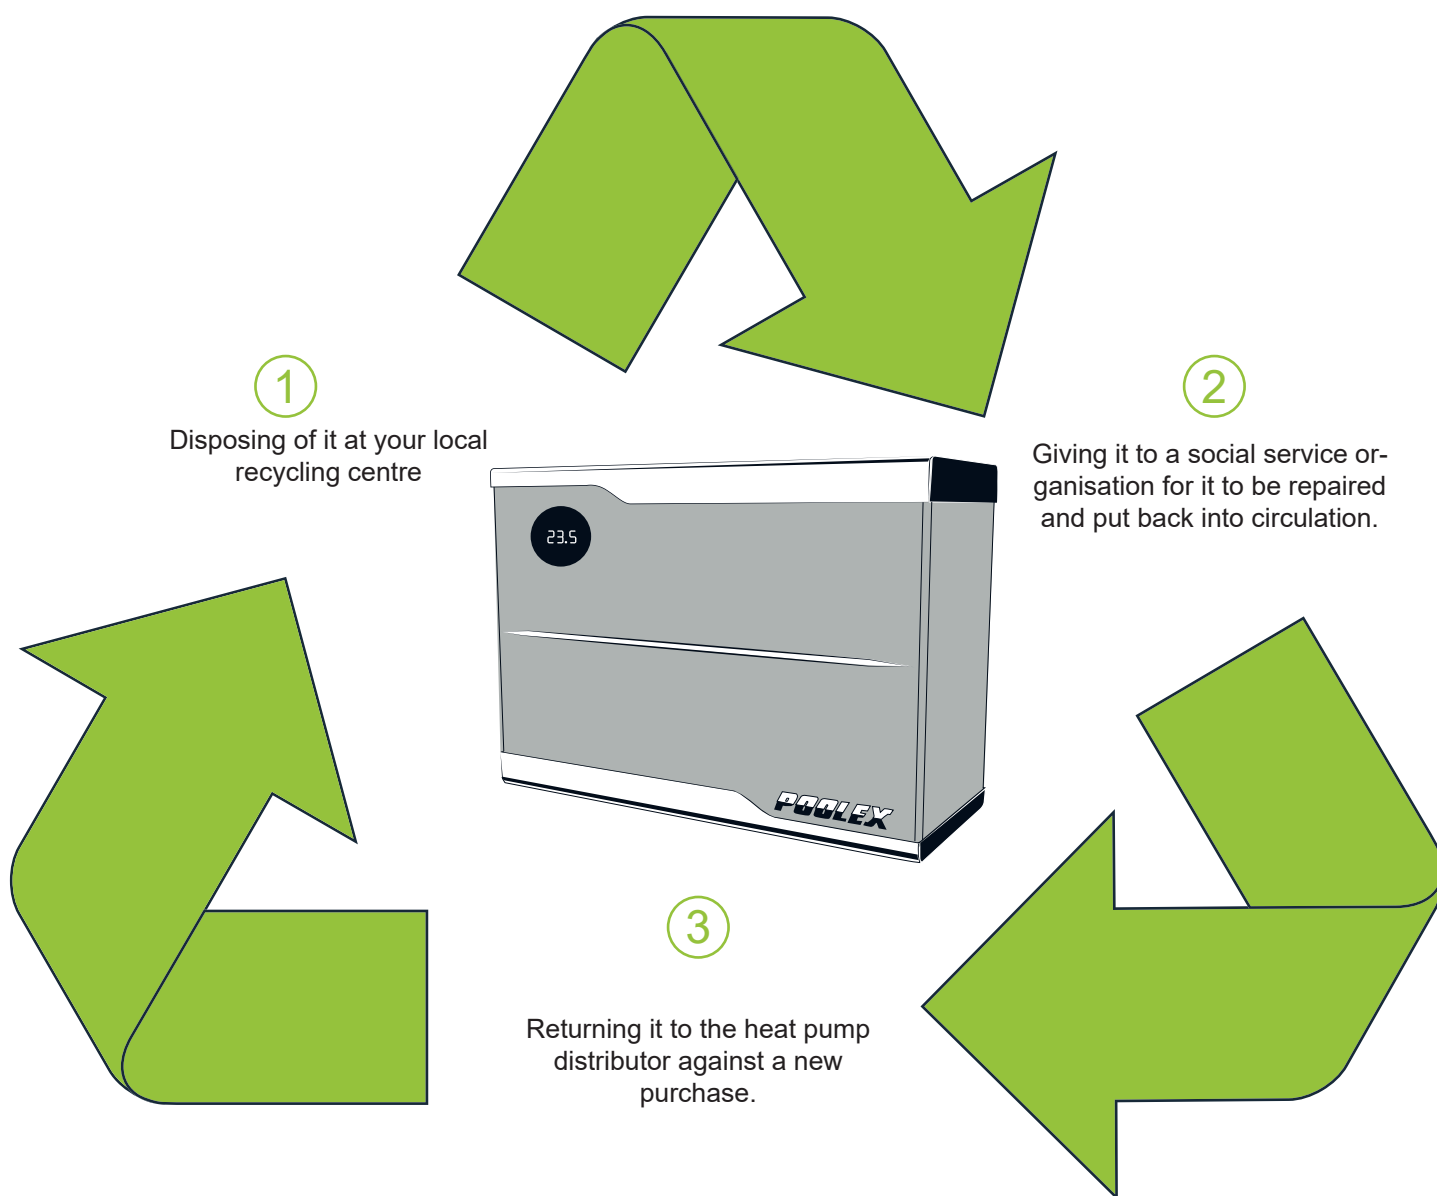 1
Disposing of it at your local
recycling centre
2
Giving it to a social service or-
ganisation for it to be repaired
and put back into circulation.
23.5
POOLEX
3
Returning it to the heat pump
distributor against a new
purchase.